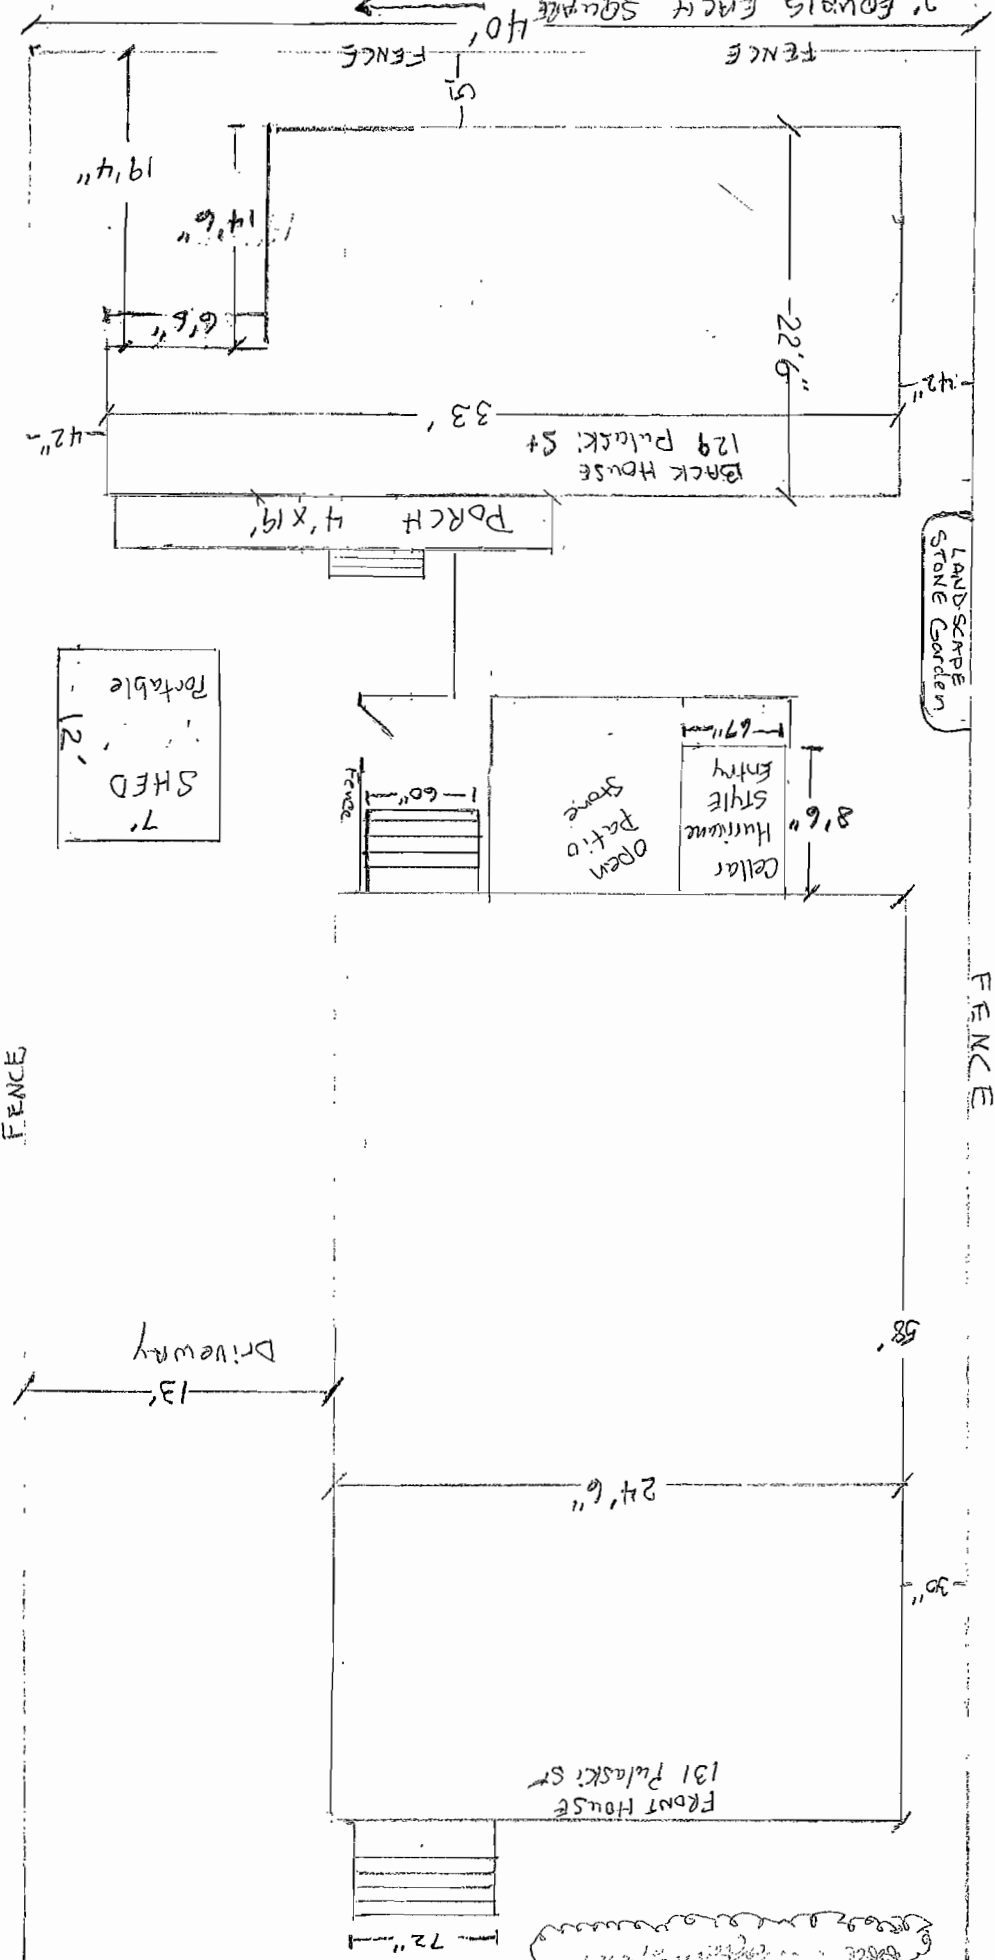 72"
FRONT HOUSE
131 Pulaski St
30"
24'6"
13'
Driveway
58'
FENCE
FENCE
Cellar
Hurricane
STYLE
Entry
67"
8'6"
Open
Patio
Stone
60"
Fence
7'
SHED
12'
Portable
LANDSCAPE
STONE Garden
PORCH 4' X 19'
BACK HOUSE
129 Pulaski St
33'
42"
42"
22'6"
6'6"
14'6"
19'4"
5'
FENCE
FENCE
40'
EQUALS EACH SQUARE